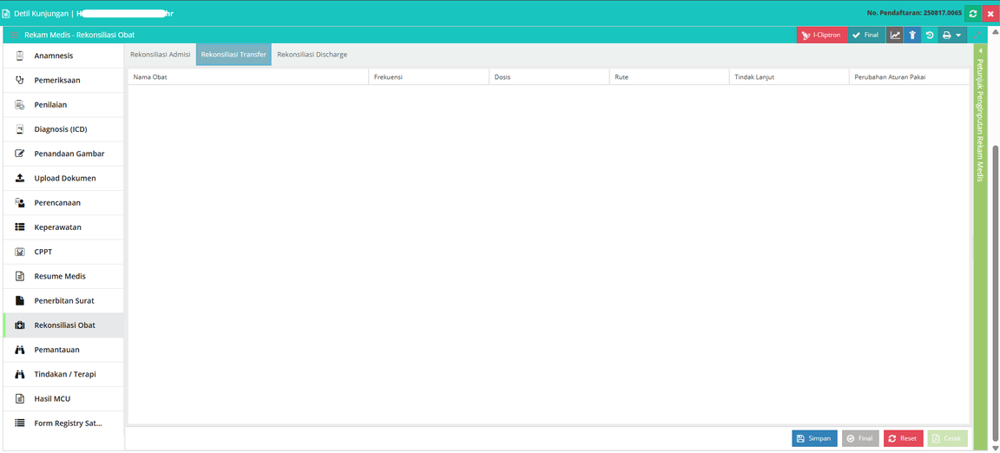 Detil Kunjungan | H hr
No. Pendaftaran: 250817.0065
Rekam Medis - Rekonsiliasi Obat
I-Cliptron
Final
Anamnesis
Pemeriksaan
Penilaian
Diagnosis (ICD)
Penandaan Gambar
Upload Dokumen
Perencanaan
Keperawatan
CPPT
Resume Medis
Penerbitan Surat
Rekonsiliasi Obat
Pemantauan
Tindakan / Terapi
Hasil MCU
Form Registry Sat...
Rekonsiliasi Admisi Rekonsiliasi Transfer Rekonsiliasi Discharge
Nama Obat Frekuensi Dosis Rute Tindak Lanjut Perubahan Aturan Pakai
Petunjuk Penginputan Rekam Medis
Simpan Final Reset Cetak